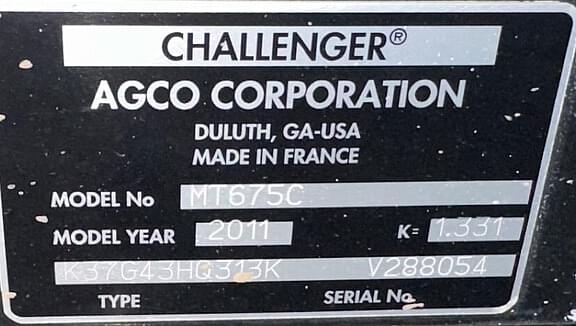 CHALLENGER®
AGCO CORPORATION
DULUTH, GA-USA
MADE IN FRANCE
MODEL No MT675C
MODEL YEAR 2011 K= 1.331
K37G43HQ313K V288054
TYPE SERIAL No